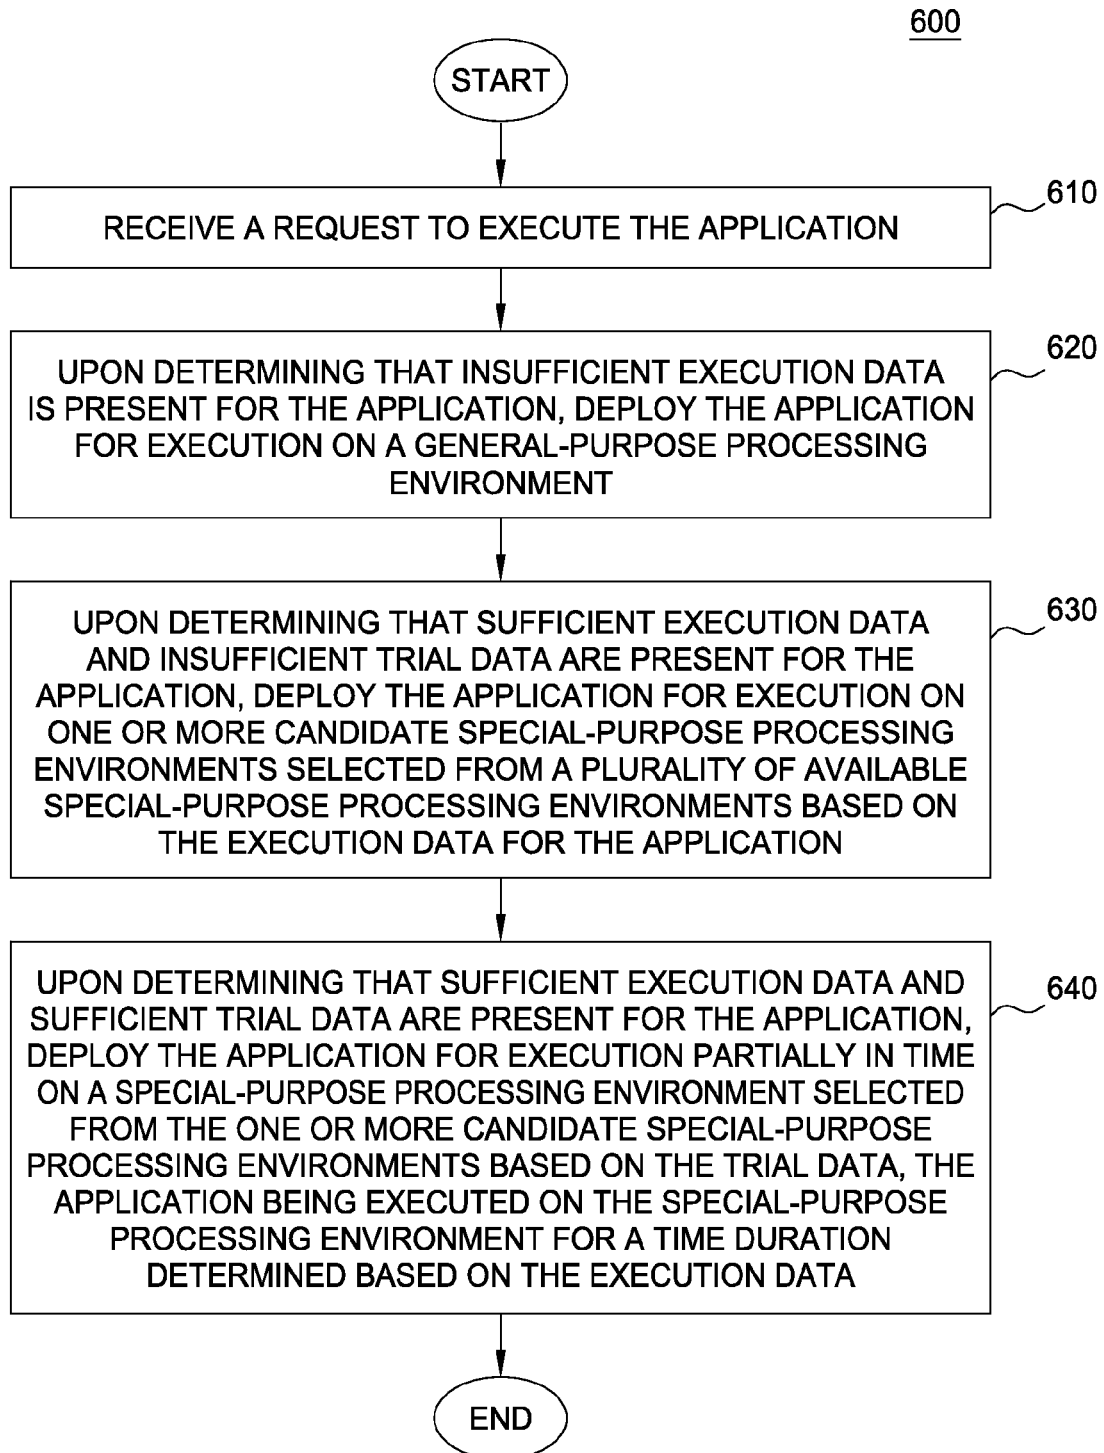 600
START
RECEIVE A REQUEST TO EXECUTE THE APPLICATION
610
UPON DETERMINING THAT INSUFFICIENT EXECUTION DATA
IS PRESENT FOR THE APPLICATION, DEPLOY THE APPLICATION
FOR EXECUTION ON A GENERAL-PURPOSE PROCESSING
ENVIRONMENT
620
UPON DETERMINING THAT SUFFICIENT EXECUTION DATA
AND INSUFFICIENT TRIAL DATA ARE PRESENT FOR THE
APPLICATION, DEPLOY THE APPLICATION FOR EXECUTION ON
ONE OR MORE CANDIDATE SPECIAL-PURPOSE PROCESSING
ENVIRONMENTS SELECTED FROM A PLURALITY OF AVAILABLE
SPECIAL-PURPOSE PROCESSING ENVIRONMENTS BASED ON
THE EXECUTION DATA FOR THE APPLICATION
630
UPON DETERMINING THAT SUFFICIENT EXECUTION DATA AND
SUFFICIENT TRIAL DATA ARE PRESENT FOR THE APPLICATION,
DEPLOY THE APPLICATION FOR EXECUTION PARTIALLY IN TIME
ON A SPECIAL-PURPOSE PROCESSING ENVIRONMENT SELECTED
FROM THE ONE OR MORE CANDIDATE SPECIAL-PURPOSE
PROCESSING ENVIRONMENTS BASED ON THE TRIAL DATA, THE
APPLICATION BEING EXECUTED ON THE SPECIAL-PURPOSE
PROCESSING ENVIRONMENT FOR A TIME DURATION
DETERMINED BASED ON THE EXECUTION DATA
640
END